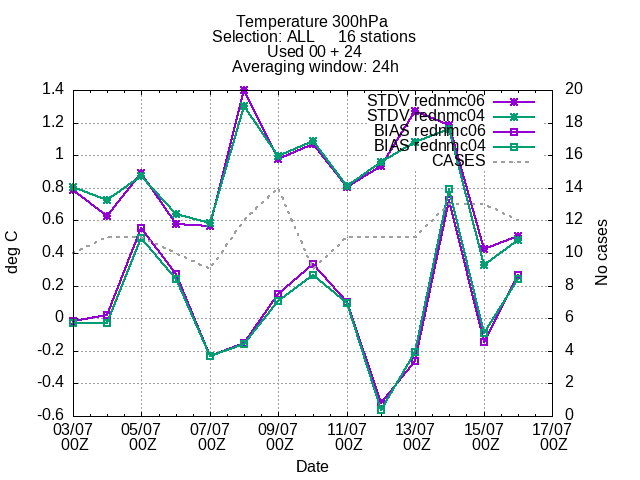 Temperature 300hPa
Selection: ALL 16 stations
Used 00 + 24
Averaging window: 24h
STDV rednmc06
STDV rednmc04
BIAS rednmc06
BIAS rednmc04
CASES
1.4
1.2
1
0.8
0.6
0.4
0.2
0
-0.2
-0.4
-0.6
deg C
20
18
16
14
12
10
8
6
4
2
0
No cases
03/07 05/07 07/07 09/07 11/07 13/07 15/07 17/07
00Z 00Z 00Z 00Z 00Z 00Z 00Z 00Z
Date